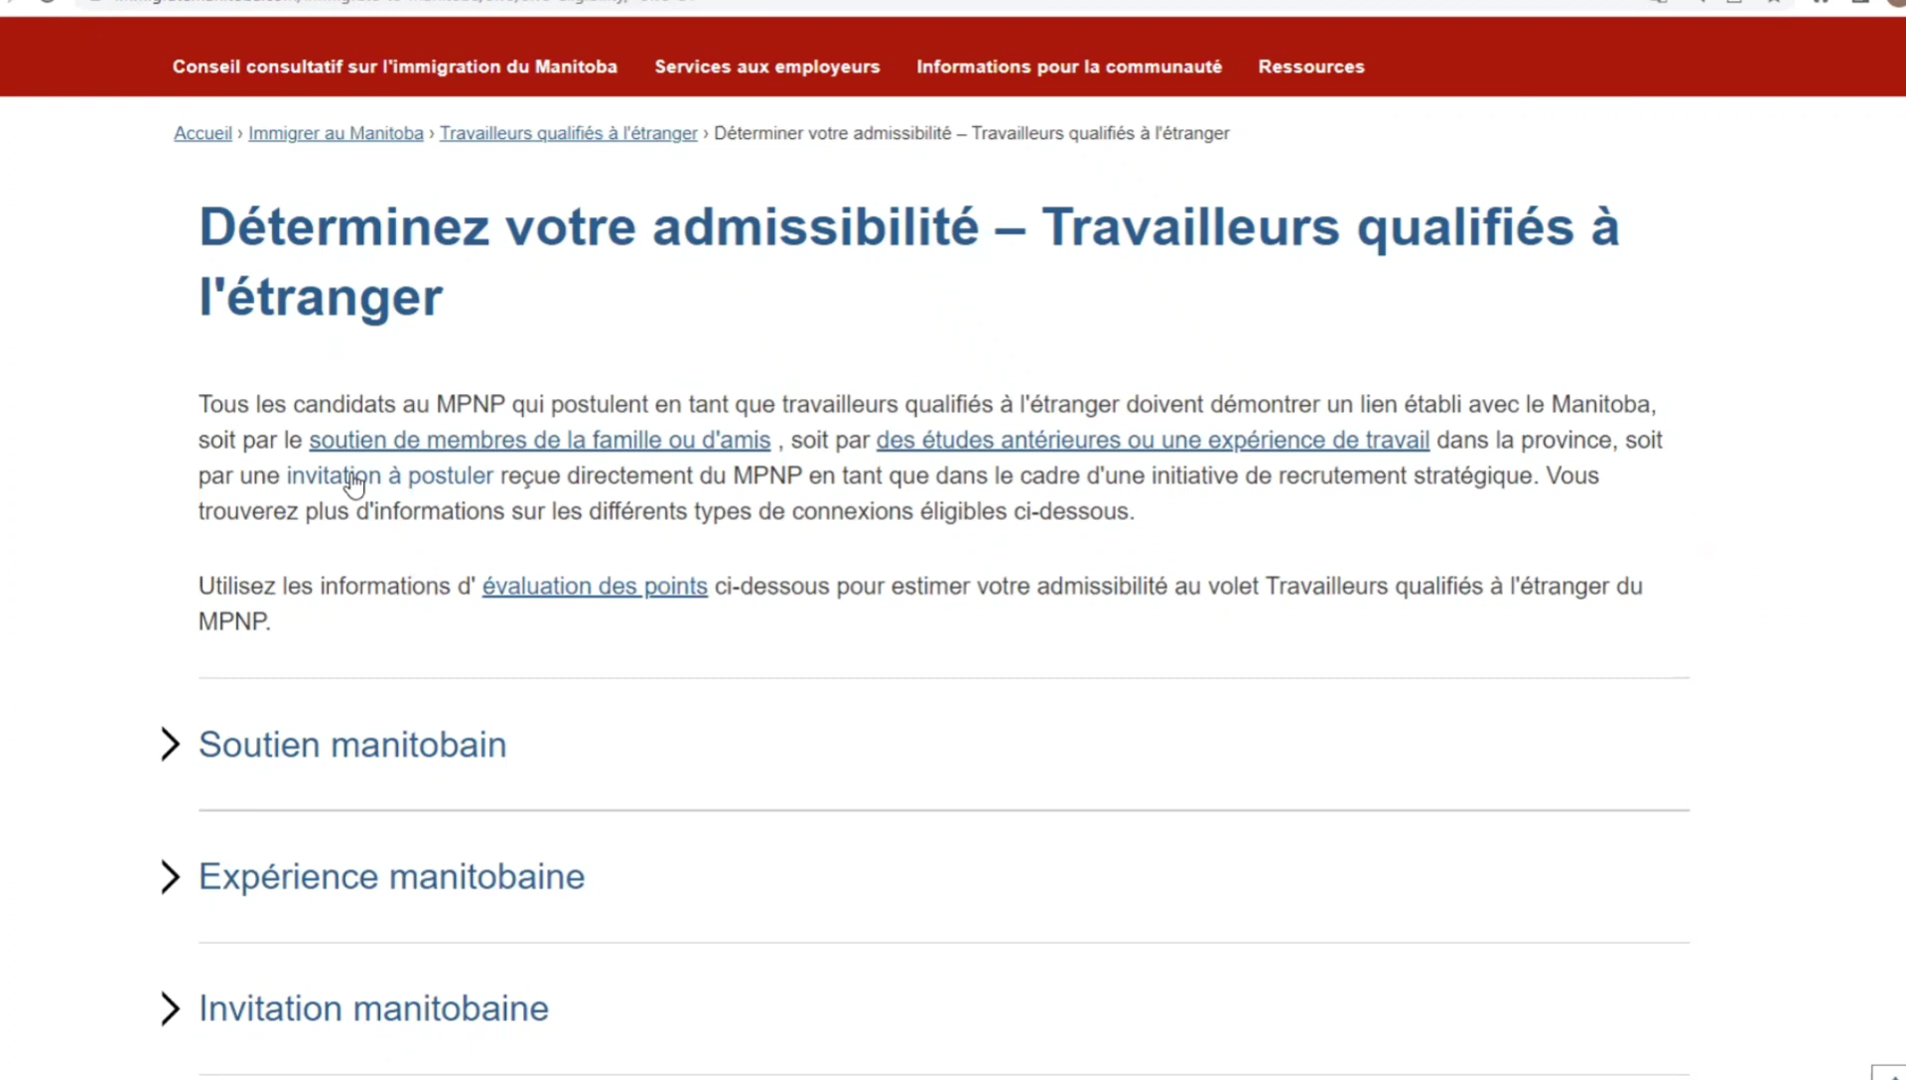 Conseil consultatif sur l'immigration du Manitoba Services aux employeurs Informations pour la communauté Ressources
Accueil › Immigrer au Manitoba › Travailleurs qualifiés à l'étranger › Déterminer votre admissibilité – Travailleurs qualifiés à l'étranger
Déterminez votre admissibilité – Travailleurs qualifiés à
l'étranger
Tous les candidats au MPNP qui postulent en tant que travailleurs qualifiés à l'étranger doivent démontrer un lien établi avec le Manitoba,
soit par le soutien de membres de la famille ou d'amis , soit par des études antérieures ou une expérience de travail dans la province, soit
par une invitation à postuler reçue directement du MPNP en tant que dans le cadre d'une initiative de recrutement stratégique. Vous
trouverez plus d'informations sur les différents types de connexions éligibles ci-dessous.
Utilisez les informations d' évaluation des points ci-dessous pour estimer votre admissibilité au volet Travailleurs qualifiés à l'étranger du
MPNP.
Soutien manitobain
Expérience manitobaine
Invitation manitobaine